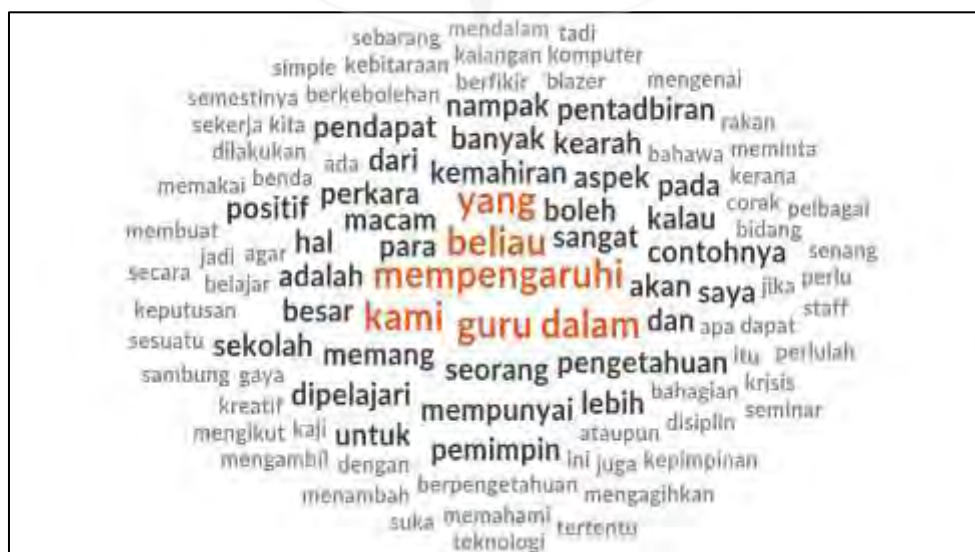 sebarang mendalam tadi
simple kebitaraan kalangan komputer
semestinya berkebolehan berfikir blazer mengenai
sekerja kita pendapat nampak pentadbiran rakan
dilakukan ada dari banyak kearah bahawa meminta
memakai benda perkara kemahiran aspek pada kerana
positif macam yang boleh kalau corak pelbagai
membuat jadi agar hal para beliau sangat contohnya bidang senang
secara belajar adalah mempengaruhi akan saya jika perlu
keputusan besar kami guru dalam dan apa dapat staff
sesuatu sekolah memang seorang pengetahuan itu perlulah
sambung gaya dipelajari mempunyai lebih bahagian krisis
kreatif untuk ataupun disiplin seminar
mengikut kaji pemimpin ini juga kepimpinan
mengambil dengan
menambah berpengetahuan mengagihkan
suka memahami tertentu
teknologi